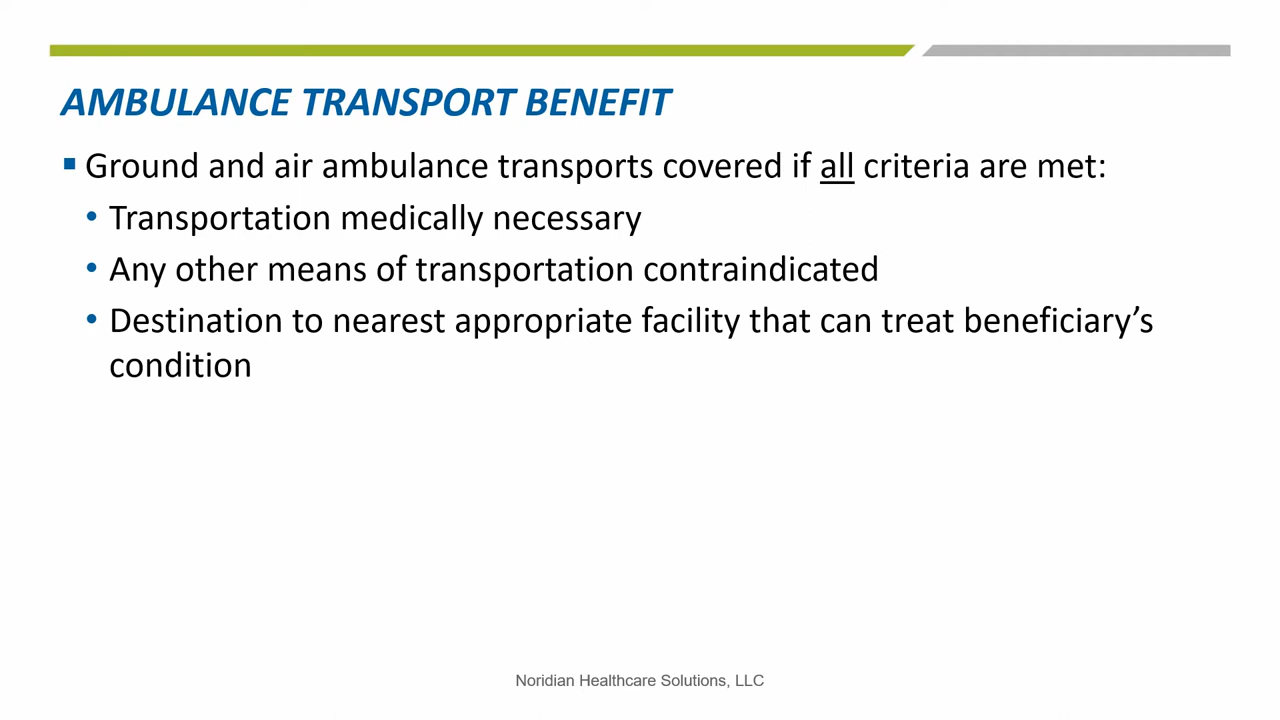 AMBULANCE TRANSPORT BENEFIT
▪ Ground and air ambulance transports covered if all criteria are met:
• Transportation medically necessary
• Any other means of transportation contraindicated
• Destination to nearest appropriate facility that can treat beneficiary’s
condition
Noridian Healthcare Solutions, LLC